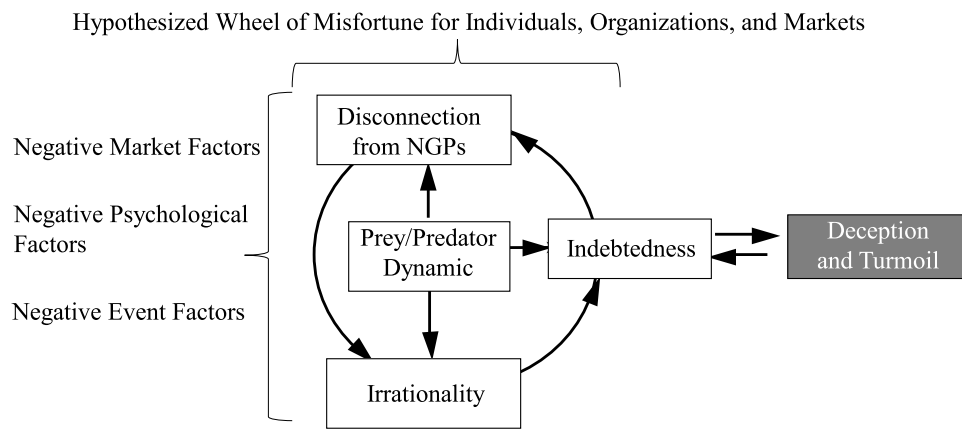 Hypothesized Wheel of Misfortune for Individuals, Organizations, and Markets
Negative Market Factors
Negative Psychological
Factors
Negative Event Factors
Disconnection
from NGPs
Prey/Predator
Dynamic
Indebtedness
Deception
and Turmoil
Irrationality